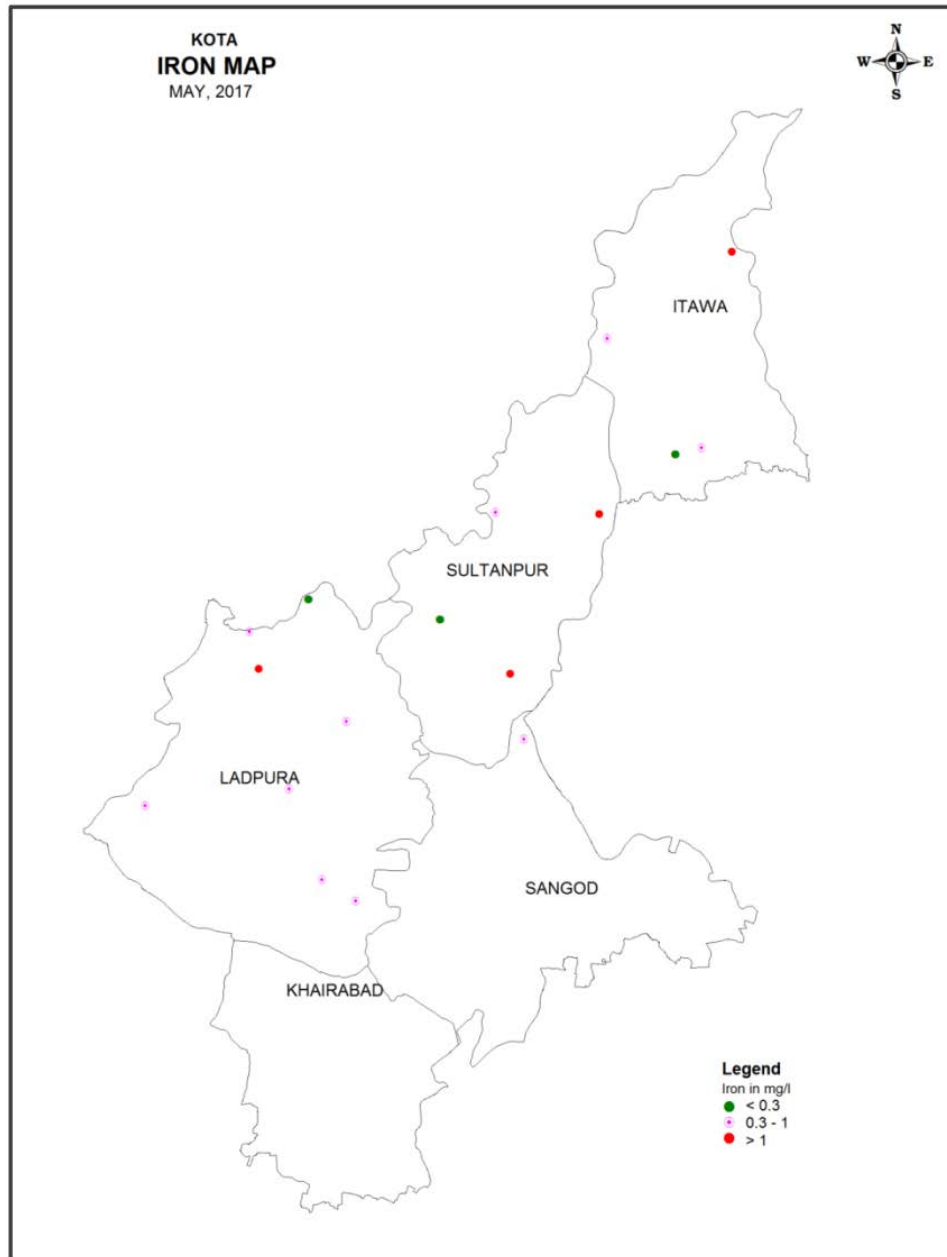 KOTA
IRON MAP
MAY, 2017
N
W E
S
ITAWA
SULTANPUR
LADPURA
SANGOD
KHAIRABAD
Legend
Iron in mg/l
< 0.3
0.3 - 1
> 1